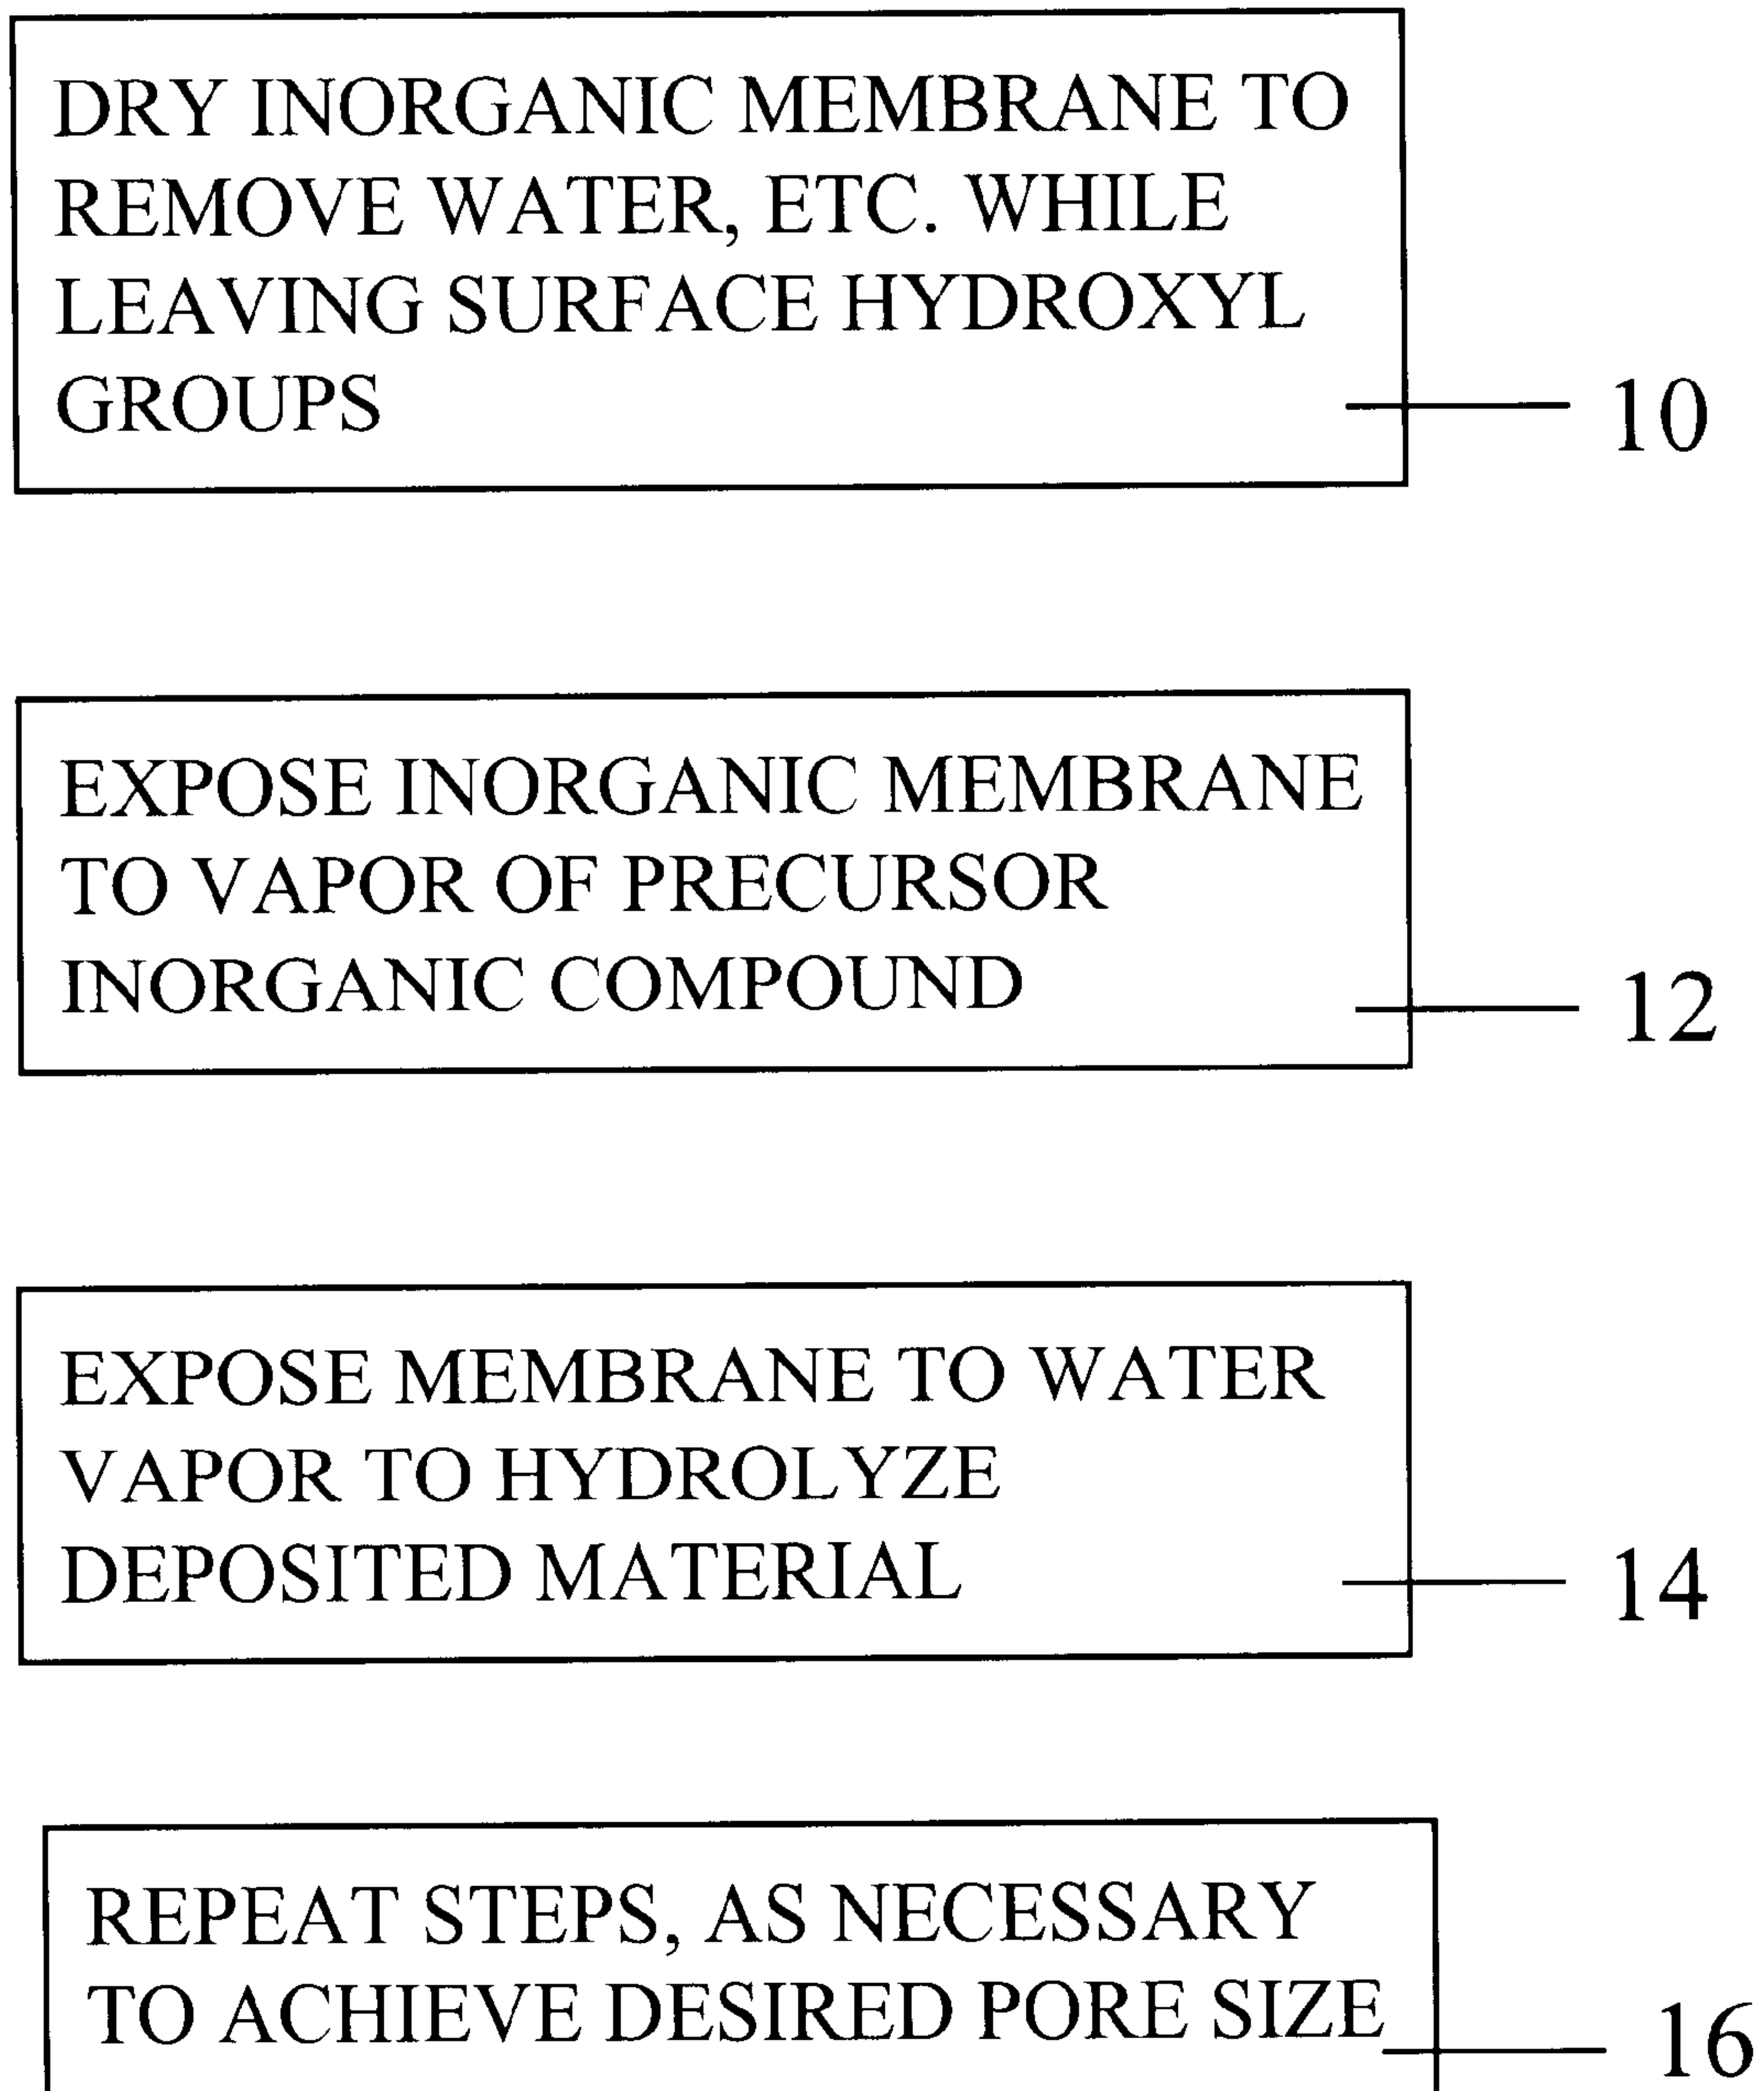 DRY INORGANIC MEMBRANE TO
REMOVE WATER, ETC. WHILE
LEAVING SURFACE HYDROXYL
GROUPS
10
EXPOSE INORGANIC MEMBRANE
TO VAPOR OF PRECURSOR
INORGANIC COMPOUND
12
EXPOSE MEMBRANE TO WATER
VAPOR TO HYDROLYZE
DEPOSITED MATERIAL
14
REPEAT STEPS, AS NECESSARY
TO ACHIEVE DESIRED PORE SIZE
16